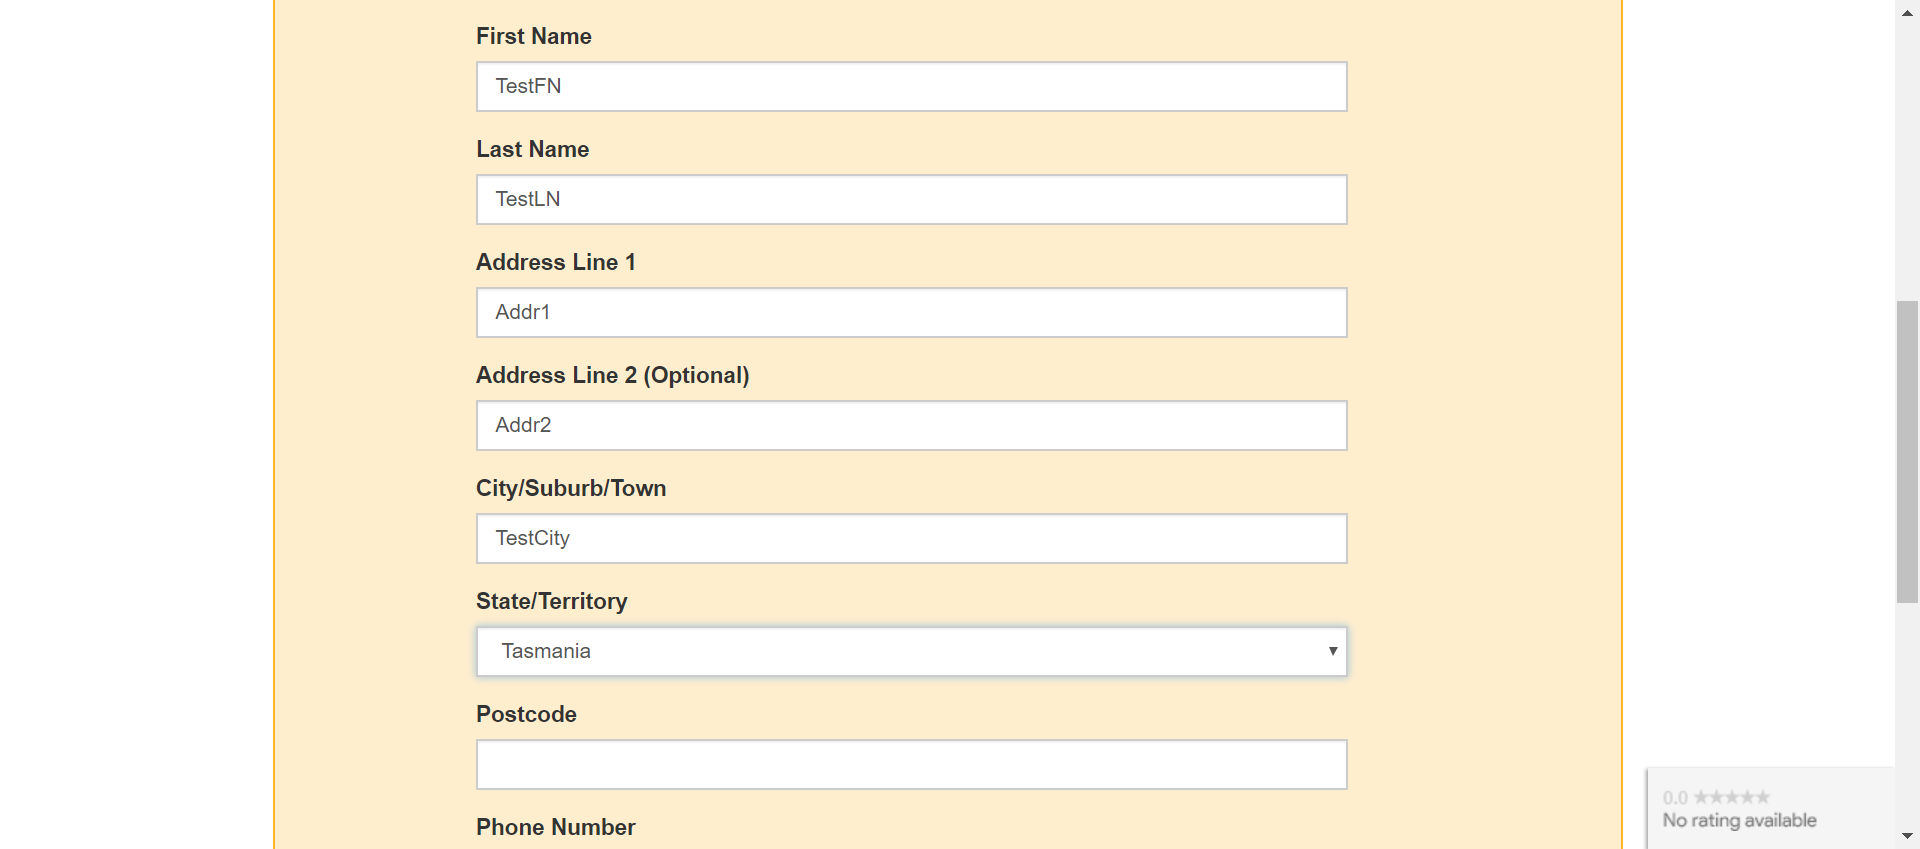 First Name
TestFN
Last Name
TestLN
Address Line 1
Addr1
Address Line 2 (Optional)
Addr2
City/Suburb/Town
TestCity
State/Territory
Tasmania
Postcode
Phone Number
0.0 ★★★★★
No rating available